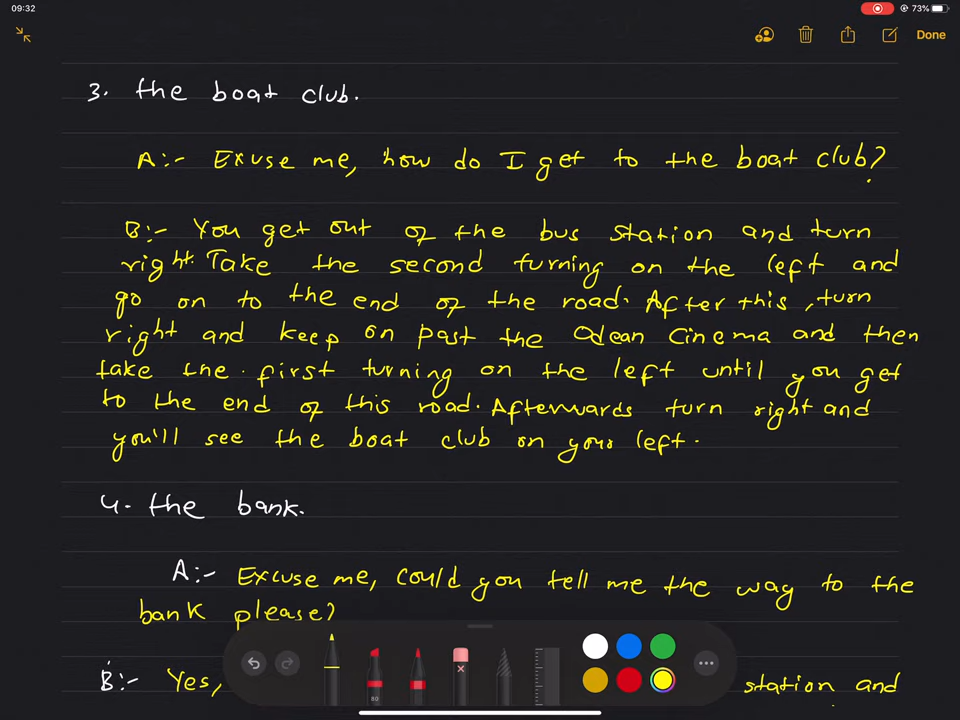 09:32
73%
Done
3. the boat club.
A:- Exuse me, how do I get to the boat club?
B:- You get out of the bus station and turn
right. Take the second turning on the left and
go on to the end of the road. After this, turn
right and keep on past the Odean Cinema and then
take the first turning on the left until you get
to the end of this road. Afterwards turn right and
you'll see the boat club on your left.
4. the bank.
A:- Excuse me, could you tell me the way to the
bank please?
B:- Yes, station and
80